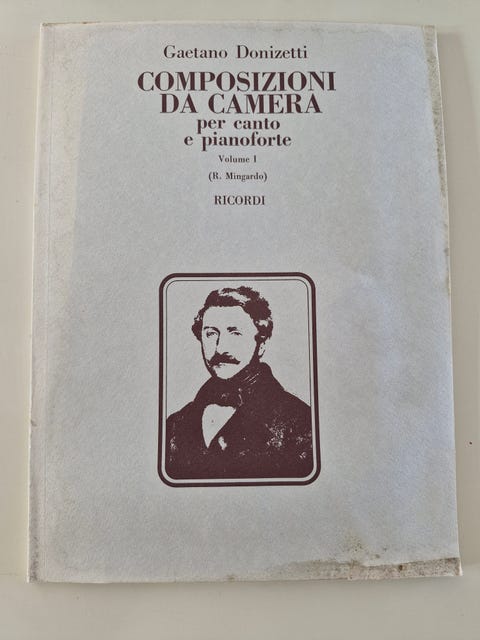 Gaetano Donizetti
COMPOSIZIONI
DA CAMERA
per canto
e pianoforte
Volume I
(R. Mingardo)
RICORDI